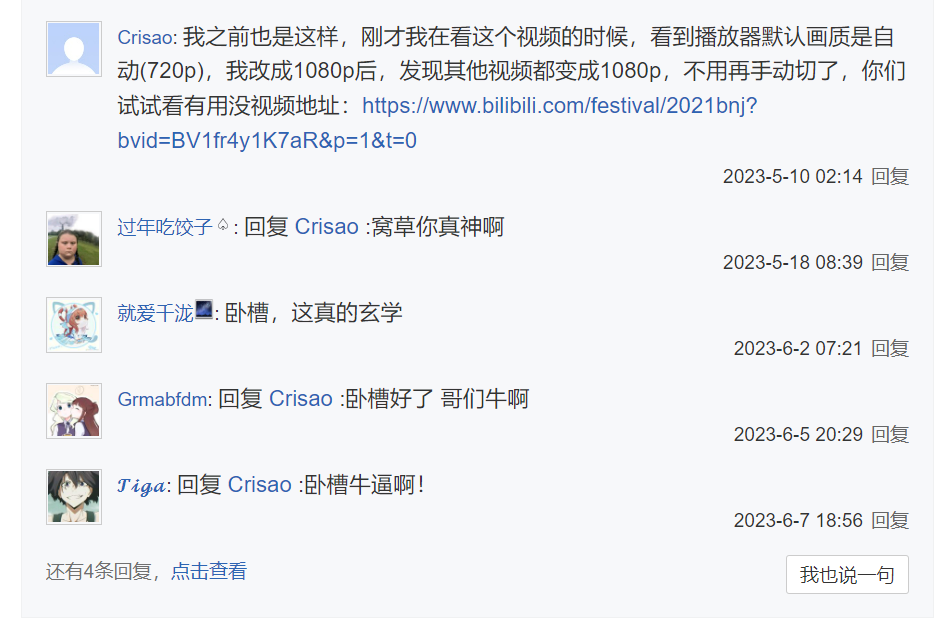 Crisao: 我之前也是这样，刚才我在看这个视频的时候，看到播放器默认画质是自
动(720p)，我改成1080p后，发现其他视频都变成1080p，不用再手动切了，你们
试试看有用没视频地址：https://www.bilibili.com/festival/2021bnj?
bvid=BV1fr4y1K7aR&p=1&t=0
2023-5-10 02:14 回复
过年吃饺子♤: 回复 Crisao :窝草你真神啊
2023-5-18 08:39 回复
就爱千泷: 卧槽，这真的玄学
2023-6-2 07:21 回复
Grmabfdm: 回复 Crisao :卧槽好了 哥们牛啊
2023-6-5 20:29 回复
𝓣𝓲𝓰𝓪: 回复 Crisao :卧槽牛逼啊！
2023-6-7 18:56 回复
还有4条回复，点击查看
我也说一句